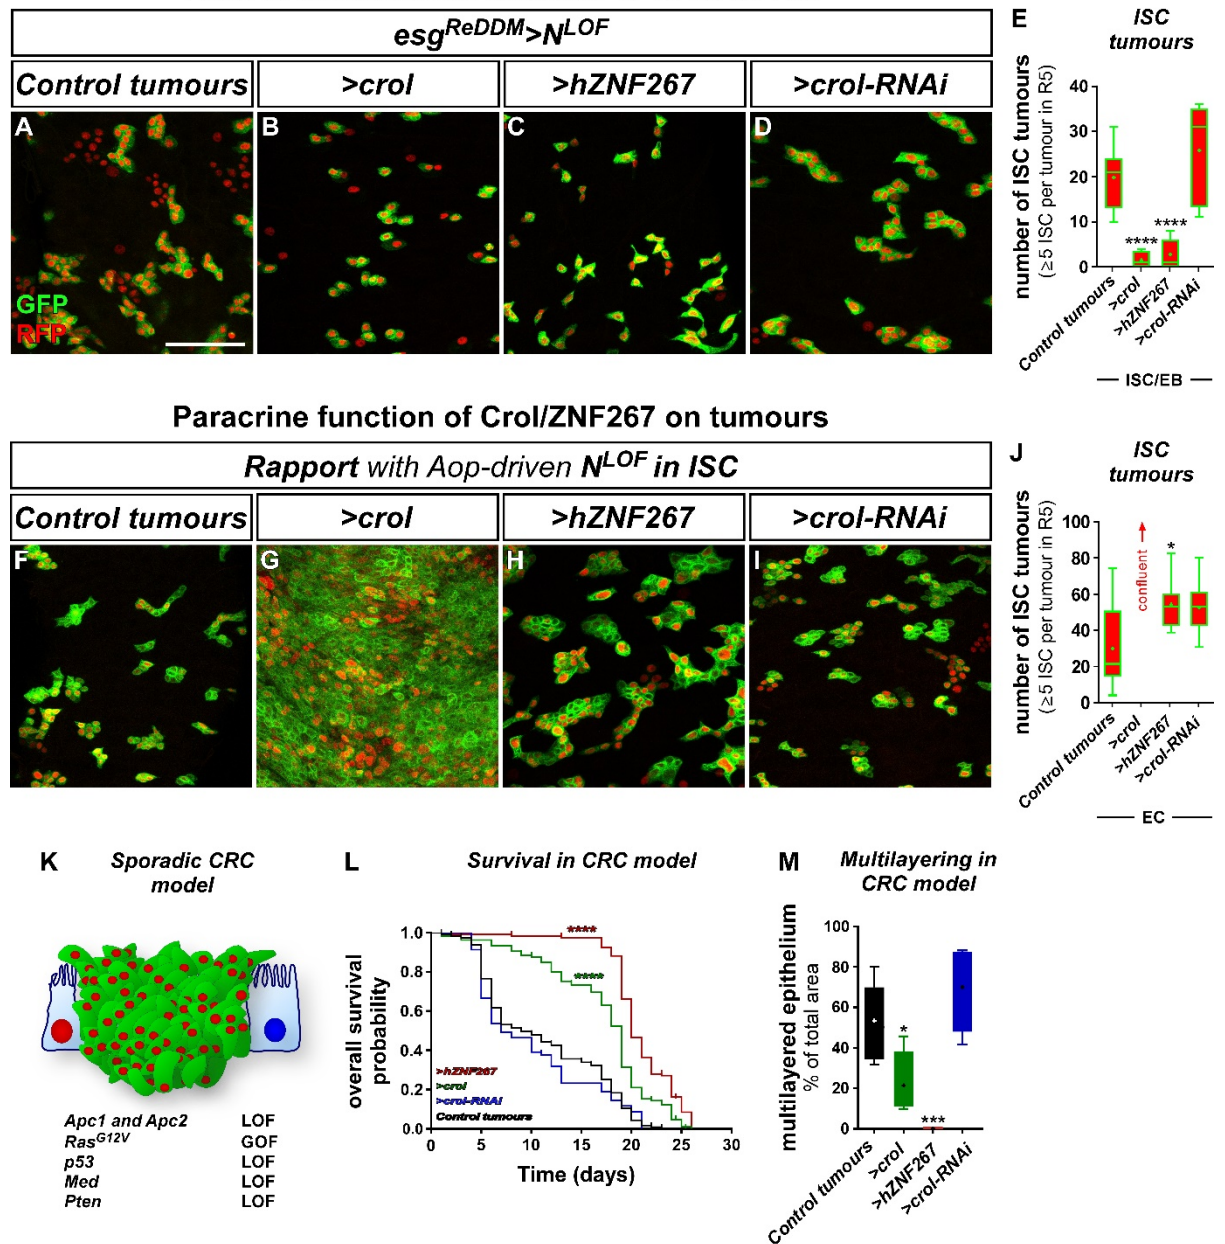 esgReDDM>NLOF
Control tumours
>crol
>hZNF267
>crol-RNAi
A
B
C
D
GFP
RFP
E
ISC
tumours
number of ISC tumours
(≥5 ISC per tumour in R5)
40
30
20
10
0
****
****
Control tumours
>crol
>hZNF267
>crol-RNAi
ISC/EB
Paracrine function of Crol/ZNF267 on tumours
Rapport with Aop-driven NLOF in ISC
Control tumours
>crol
>hZNF267
>crol-RNAi
F
G
H
I
J
ISC
tumours
number of ISC tumours
(≥5 ISC per tumour in R5)
100
80
60
40
20
0
confluent
*
Control tumours
>crol
>hZNF267
>crol-RNAi
EC
K
Sporadic CRC
model
Apc1 and Apc2 LOF
RasG12V GOF
p53 LOF
Med LOF
Pten LOF
L
Survival in CRC model
overall survival
probability
1.0
0.8
0.6
0.4
0.2
0.0
****
****
>hZNF267
>crol
>crol-RNAi
Control tumours
0 5 10 15 20 25 30
Time (days)
M
Multilayering in
CRC model
multilayered epithelium
% of total area
100
80
60
40
20
0
*
***
Control tumours
>crol
>hZNF267
>crol-RNAi